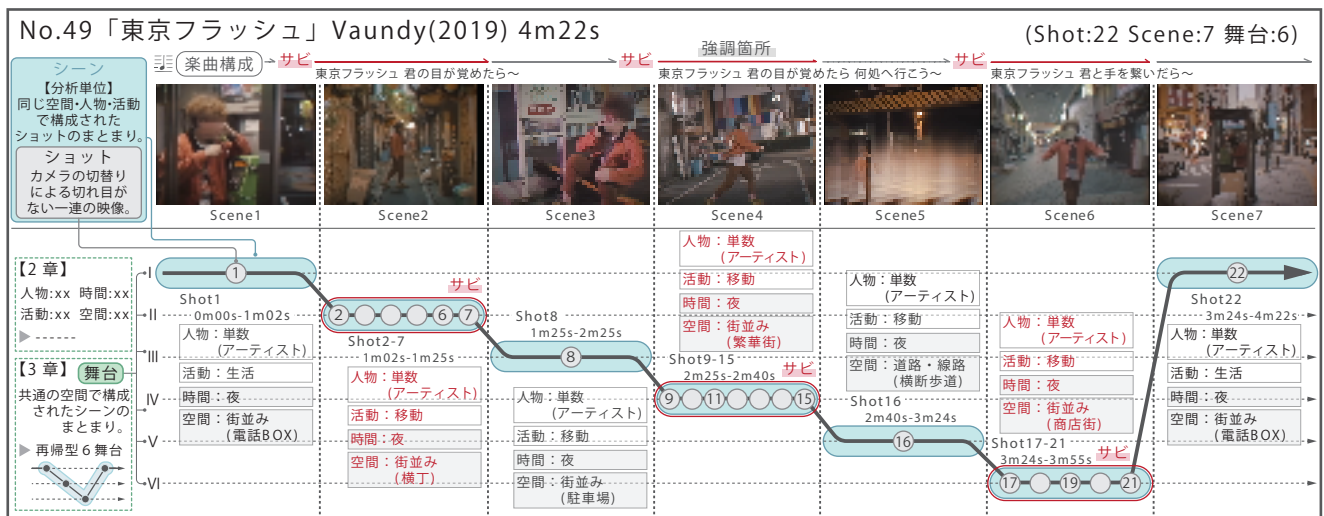 No.49「東京フラッシュ」Vaundy(2019) 4m22s
(Shot:22 Scene:7 舞台:6)
シーン
【分析単位】
同じ空間・人物・活動
で構成された
ショットのまとまり。
ショット
カメラの切替り
による切れ目が
ない一連の映像。
楽曲構成
サビ
東京フラッシュ 君の目が覚めたら～
サビ
強調箇所
東京フラッシュ 君の目が覚めたら 何処へ行こう～
サビ
東京フラッシュ 君と手を繋いだら～
Scene1
Scene2
Scene3
Scene4
Scene5
Scene6
Scene7
【2 章】
人物:xx 時間:xx
活動:xx 空間:xx
------
【3 章】
舞台
共通の空間で構成
されたシーンの
まとまり。
再帰型 6 舞台
I
II
III
IV
V
VI
1
Shot1
0m00s-1m02s
人物：単数
(アーティスト)
活動：生活
時間：夜
空間：街並み
(電話BOX)
サビ
2
6
7
Shot2-7
1m02s-1m25s
人物：単数
(アーティスト)
活動：移動
時間：夜
空間：街並み
(横丁)
Shot8
1m25s-2m25s
8
人物：単数
(アーティスト)
活動：移動
時間：夜
空間：街並み
(駐車場)
人物：単数
(アーティスト)
活動：移動
時間：夜
空間：街並み
(繁華街)
Shot9-15
2m25s-2m40s
サビ
9
11
15
人物：単数
(アーティスト)
活動：移動
時間：夜
空間：道路・線路
(横断歩道)
Shot16
2m40s-3m24s
16
人物：単数
(アーティスト)
活動：移動
時間：夜
空間：街並み
(商店街)
Shot17-21
3m24s-3m55s
サビ
17
19
21
22
Shot22
3m24s-4m22s
人物：単数
(アーティスト)
活動：生活
時間：夜
空間：街並み
(電話BOX)